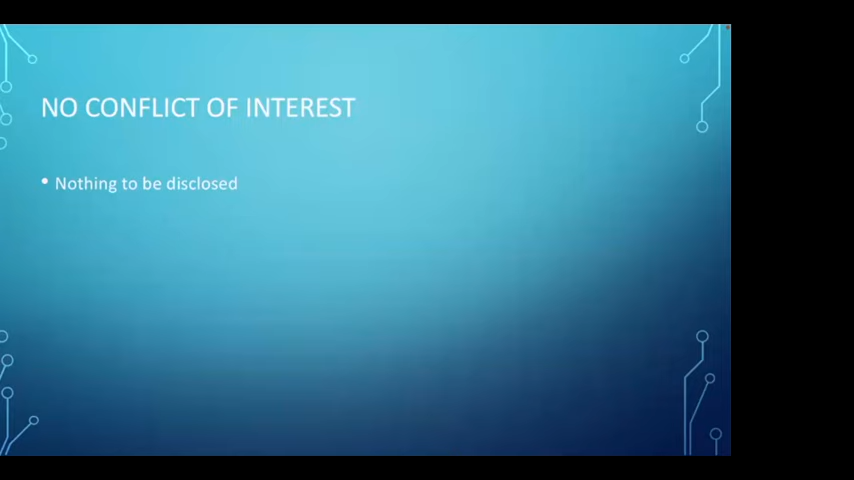 NO CONFLICT OF INTEREST
• Nothing to be disclosed